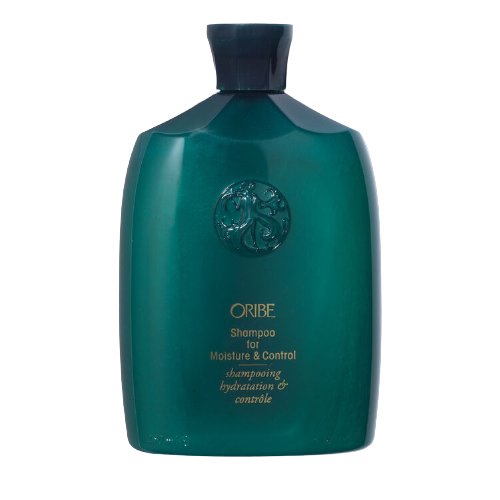 ORIBE
Shampoo
for
Moisture & Control
shampooing
hydratation &
contrôle